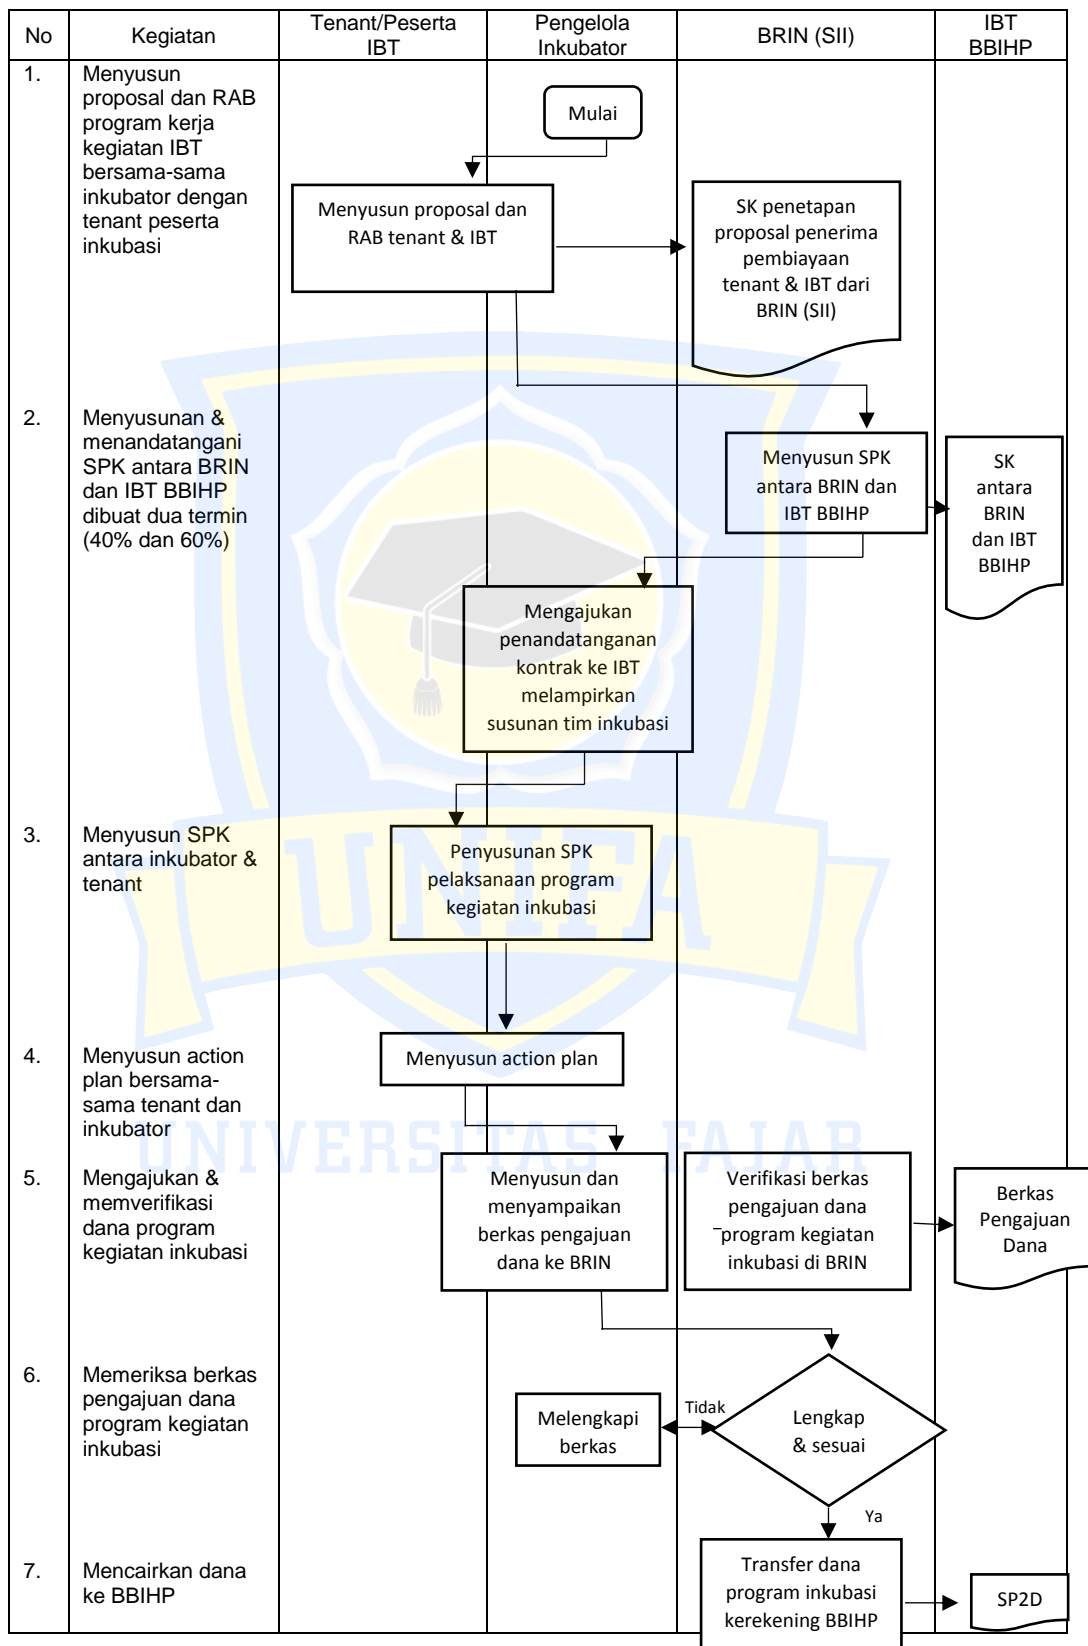 No
Kegiatan
Tenant/Peserta
IBT
Pengelola
Inkubator
BRIN (SII)
IBT
BBIHP
1.
Menyusun
proposal dan RAB
program kerja
kegiatan IBT
bersama-sama
inkubator dengan
tenant peserta
inkubasi
Mulai
Menyusun proposal dan
RAB tenant & IBT
SK penetapan
proposal penerima
pembiayaan
tenant & IBT dari
BRIN (SII)
2.
Menyusunan &
menandatangani
SPK antara BRIN
dan IBT BBIHP
dibuat dua termin
(40% dan 60%)
Menyusun SPK
antara BRIN dan
IBT BBIHP
SK
antara
BRIN
dan IBT
BBIHP
Mengajukan
penandatanganan
kontrak ke IBT
melampirkan
susunan tim inkubasi
3.
Menyusun SPK
antara inkubator &
tenant
Penyusunan SPK
pelaksanaan program
kegiatan inkubasi
UNIFA
4.
Menyusun action
plan bersama-
sama tenant dan
inkubator
Menyusun action plan
UNIVERSITAS FAJAR
5.
Mengajukan &
memverifikasi
dana program
kegiatan inkubasi
Menyusun dan
menyampaikan
berkas pengajuan
dana ke BRIN
Verifikasi berkas
pengajuan dana
program kegiatan
inkubasi di BRIN
Berkas
Pengajuan
Dana
6.
Memeriksa berkas
pengajuan dana
program kegiatan
inkubasi
Melengkapi
berkas
Tidak
Lengkap
& sesuai
Ya
7.
Mencairkan dana
ke BBIHP
Transfer dana
program inkubasi
kerekening BBIHP
SP2D